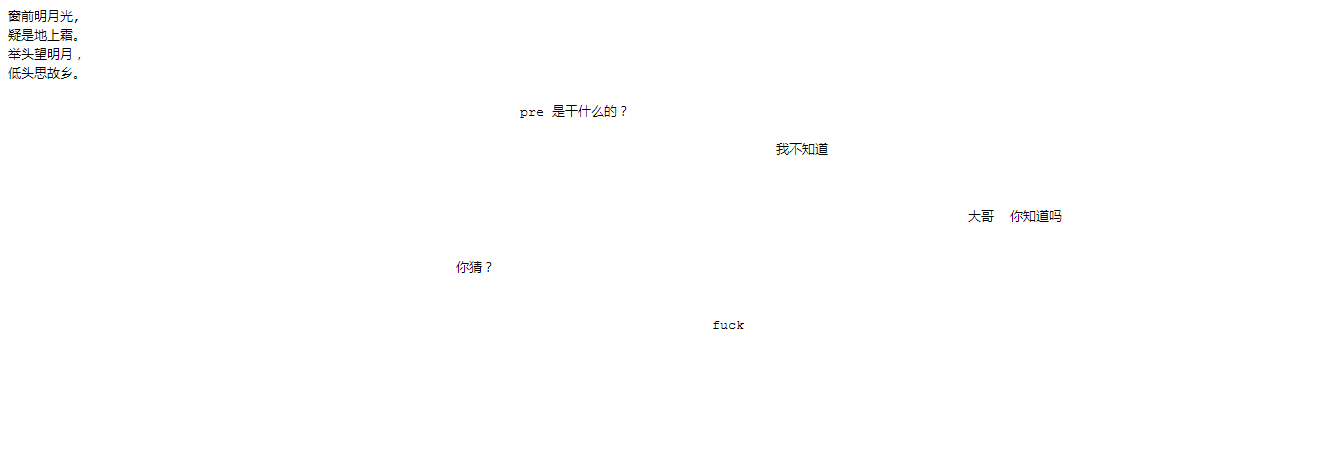 窗前明月光,
疑是地上霜。
举头望明月，
低头思故乡。
pre 是干什么的？
我不知道
大哥  你知道吗
你猜？
fuck